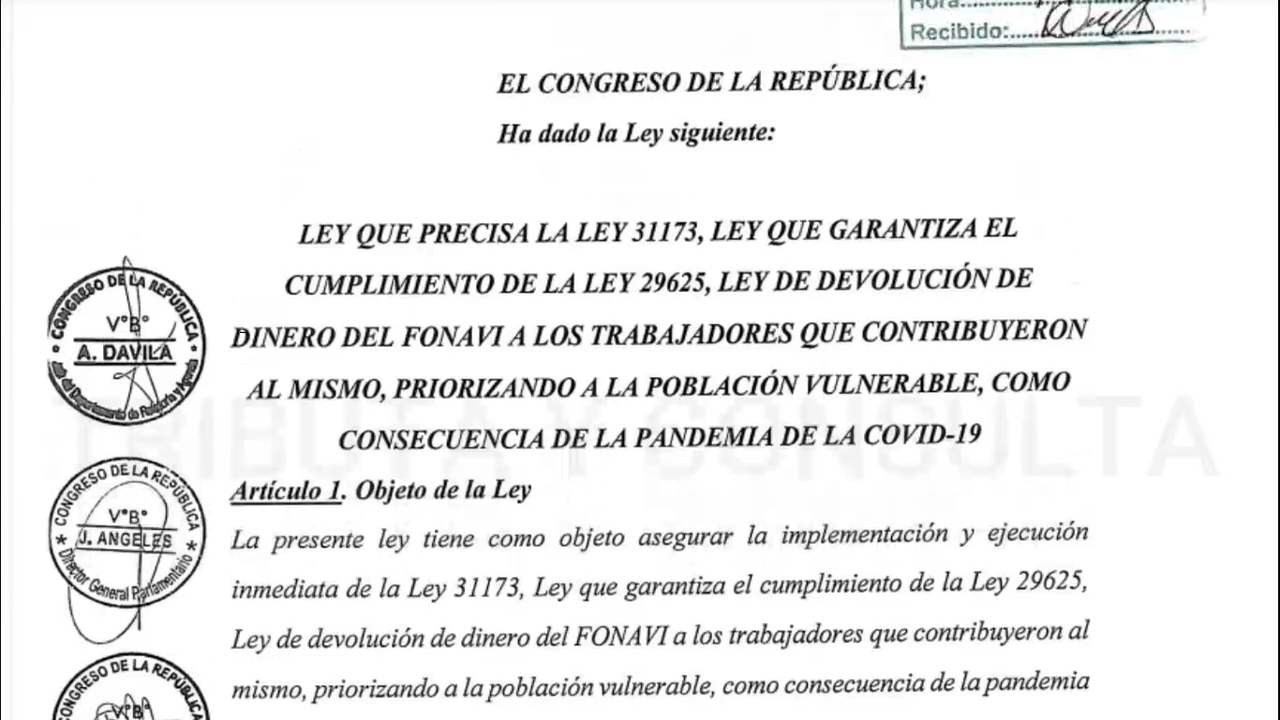 Hora:
Recibido:
EL CONGRESO DE LA REPÚBLICA;
Ha dado la Ley siguiente:
LEY QUE PRECISA LA LEY 31173, LEY QUE GARANTIZA EL
CUMPLIMIENTO DE LA LEY 29625, LEY DE DEVOLUCIÓN DE
DINERO DEL FONAVI A LOS TRABAJADORES QUE CONTRIBUYERON
AL MISMO, PRIORIZANDO A LA POBLACIÓN VULNERABLE, COMO
CONSECUENCIA DE LA PANDEMIA DE LA COVID-19
TRIBUTA Y CONSULTA
Artículo 1. Objeto de la Ley
La presente ley tiene como objeto asegurar la implementación y ejecución
inmediata de la Ley 31173, Ley que garantiza el cumplimiento de la Ley 29625,
Ley de devolución de dinero del FONAVI a los trabajadores que contribuyeron al
mismo, priorizando a la población vulnerable, como consecuencia de la pandemia
CONGRESO DE LA REPÚBLICA
V°B°
A. DAVILA
CONGRESO DE LA REPÚBLICA
V°B°
J. ANGELES
Director General Parlamentario
CONGRESO DE LA REPÚBLICA
V°B°